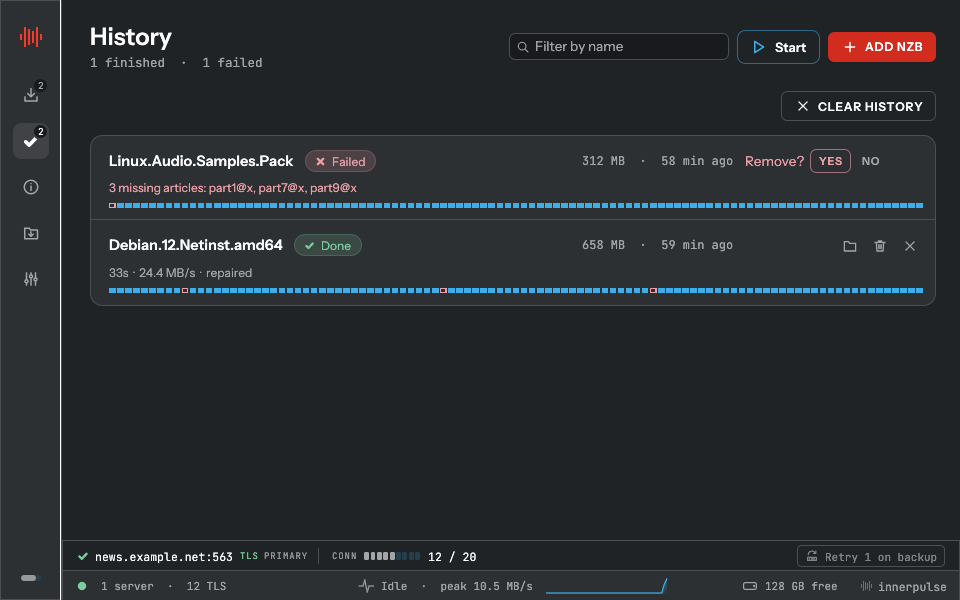 History
1 finished · 1 failed
Filter by name
Start
ADD NZB
2
2
CLEAR HISTORY
Linux.Audio.Samples.Pack Failed 312 MB · 58 min ago Remove? YES NO
3 missing articles: part1@x, part7@x, part9@x
Debian.12.Netinst.amd64 Done 658 MB · 59 min ago
33s · 24.4 MB/s · repaired
news.example.net:563 TLS PRIMARY CONN 12 / 20 Retry 1 on backup
1 server · 12 TLS Idle · peak 10.5 MB/s 128 GB free innerpulse